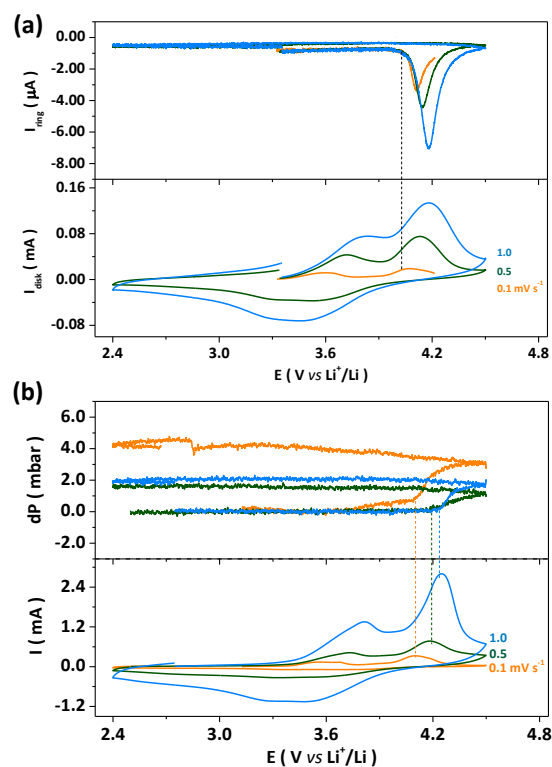 (a)
0.00
-2.00
-4.00
-6.00
-8.00
I ring ( µA )
0.16
0.08
0.00
-0.08
I disk ( mA )
1.0
0.5
0.1 mV s⁻¹
2.4 3.0 3.6 4.2 4.8
E ( V vs Li⁺/Li )
(b)
6.0
4.0
2.0
0.0
-2.0
dP ( mbar )
2.4
1.2
0.0
-1.2
I ( mA )
1.0
0.5
0.1 mV s⁻¹
2.4 3.0 3.6 4.2 4.8
E ( V vs Li⁺/Li )